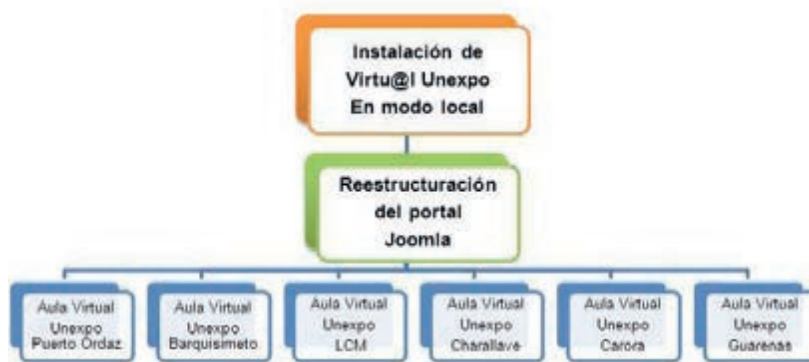 Instalación de
Virtu@l Unexpo
En modo local
Reestructuración
del portal
Joomla
Aula Virtual
Unexpo
Puerto Ordaz
Aula Virtual
Unexpo
Barquisimeto
Aula Virtual
Unexpo
LCM
Aula Virtual
Unexpo
Charallave
Aula Virtual
Unexpo
Carora
Aula Virtual
Unexpo
Guarenas